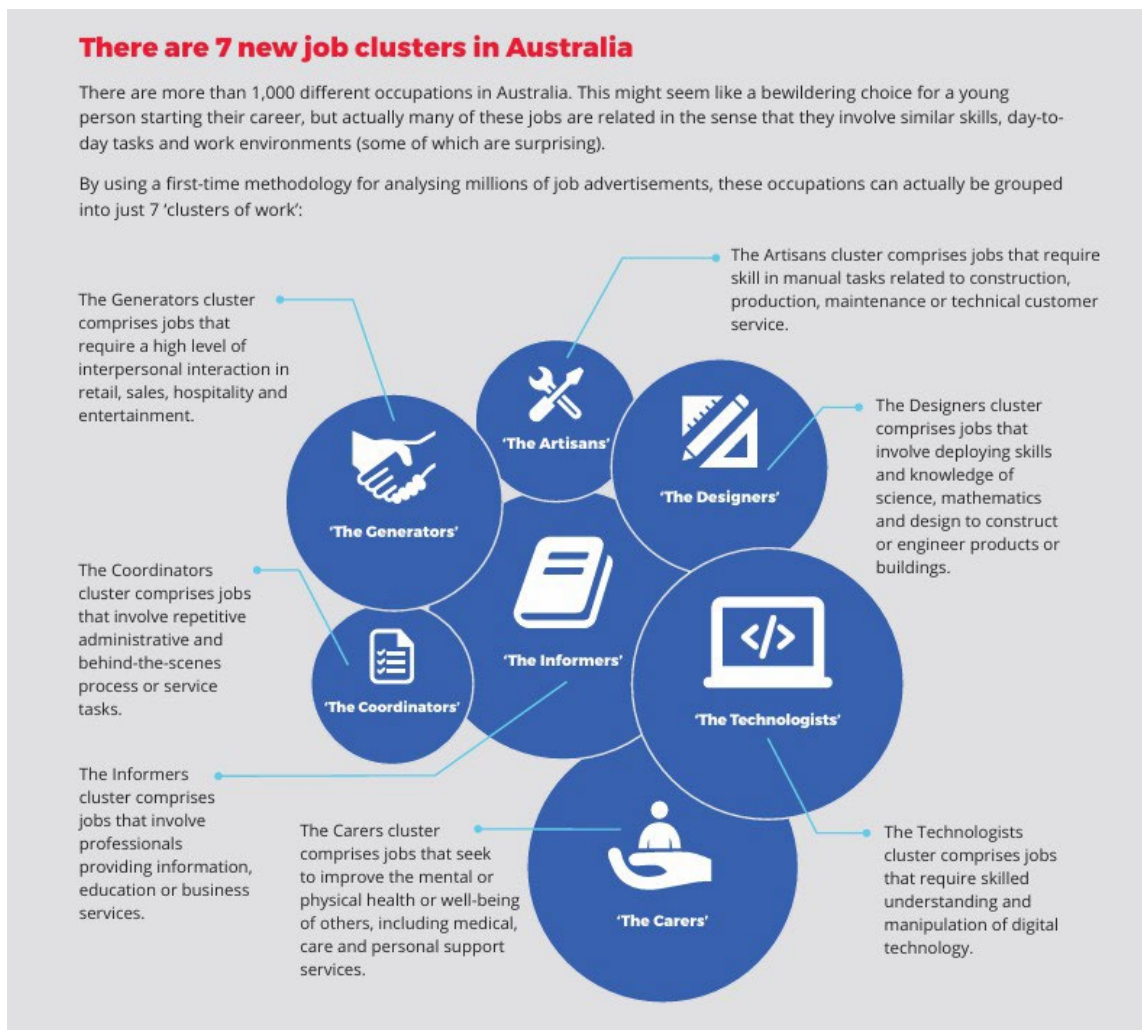 There are 7 new job clusters in Australia
There are more than 1,000 different occupations in Australia. This might seem like a bewildering choice for a young
person starting their career, but actually many of these jobs are related in the sense that they involve similar skills, day-to-
day tasks and work environments (some of which are surprising).
By using a first-time methodology for analysing millions of job advertisements, these occupations can actually be grouped
into just 7 ‘clusters of work’:
The Artisans cluster comprises jobs that require
skill in manual tasks related to construction,
production, maintenance or technical customer
service.
The Generators cluster
comprises jobs that
require a high level of
interpersonal interaction in
retail, sales, hospitality and
entertainment.
The Designers cluster
comprises jobs that
involve deploying skills
and knowledge of
science, mathematics
and design to construct
or engineer products or
buildings.
‘The Artisans’
‘The Designers’
‘The Generators’
The Coordinators
cluster comprises jobs
that involve repetitive
administrative and
behind-the-scenes
process or service
tasks.
‘The Informers’
</>
‘The Coordinators’
‘The Technologists’
The Informers
cluster comprises
jobs that involve
professionals
providing information,
education or business
services.
The Carers cluster
comprises jobs that seek
to improve the mental or
physical health or well-being
of others, including medical,
care and personal support
services.
‘The Carers’
The Technologists
cluster comprises jobs
that require skilled
understanding and
manipulation of digital
technology.